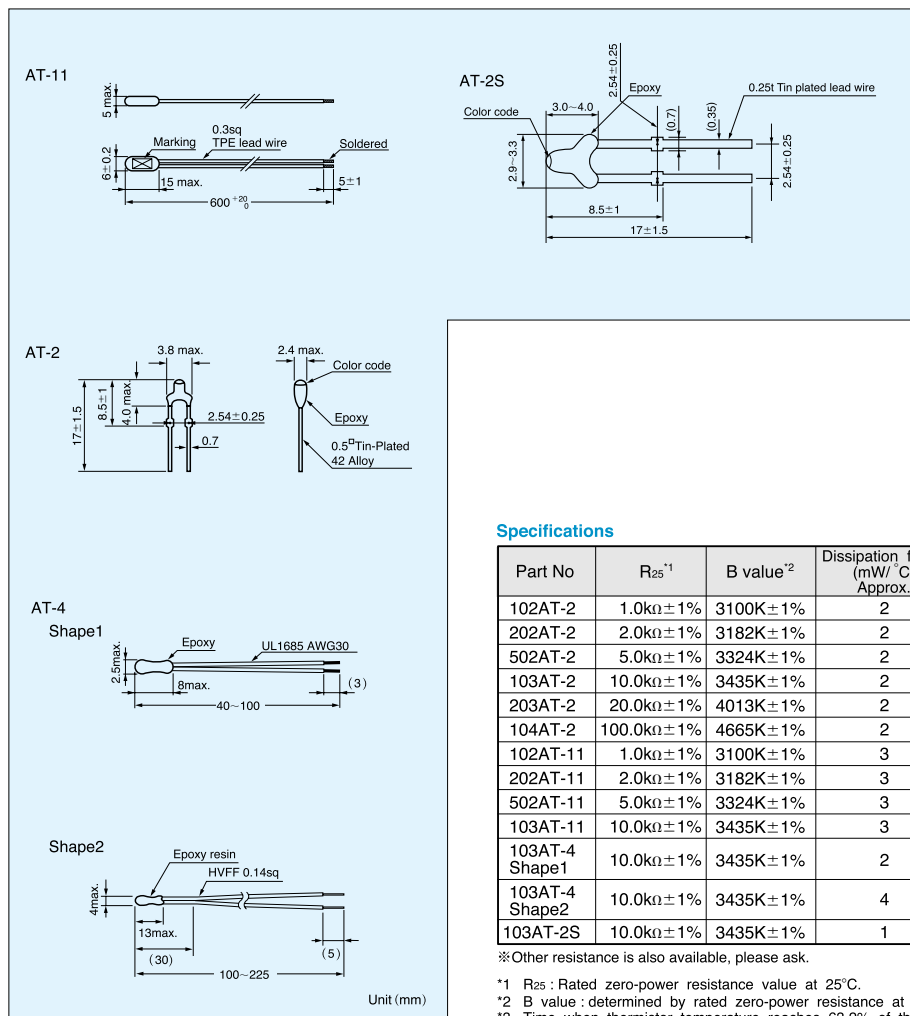 AT-11
5 max.
Marking
0.3sq
TPE lead wire
Soldered
6±0.2
15 max.
5±1
600 +20 0
AT-2S
2.54±0.25
Epoxy
0.25t Tin plated lead wire
Color code
3.0~4.0
(0.7)
(0.35)
2.9~3.3
2.54±0.25
8.5±1
17±1.5
AT-2
3.8 max.
2.4 max.
Color code
17±1.5
8.5±1
4.0 max.
2.54±0.25
Epoxy
0.7
0.5□Tin-Plated
42 Alloy
AT-4
Shape1
Epoxy
UL1685 AWG30
2.5max.
8max.
(3)
40~100
Shape2
Epoxy resin
HVFF 0.14sq
4max.
13max.
(30)
(5)
100~225
Unit (mm)
Specifications
Part No R25*1 B value*2 Dissipation
(mW/°C
Approx.
102AT-2 1.0kΩ±1% 3100K±1% 2
202AT-2 2.0kΩ±1% 3182K±1% 2
502AT-2 5.0kΩ±1% 3324K±1% 2
103AT-2 10.0kΩ±1% 3435K±1% 2
203AT-2 20.0kΩ±1% 4013K±1% 2
104AT-2 100.0kΩ±1% 4665K±1% 2
102AT-11 1.0kΩ±1% 3100K±1% 3
202AT-11 2.0kΩ±1% 3182K±1% 3
502AT-11 5.0kΩ±1% 3324K±1% 3
103AT-11 10.0kΩ±1% 3435K±1% 3
103AT-4
Shape1 10.0kΩ±1% 3435K±1% 2
103AT-4
Shape2 10.0kΩ±1% 3435K±1% 4
103AT-2S 10.0kΩ±1% 3435K±1% 1
※Other resistance is also available, please ask.
*1 R25 : Rated zero-power resistance value at 25°C.
*2 B value : determined by rated zero-power resistance at